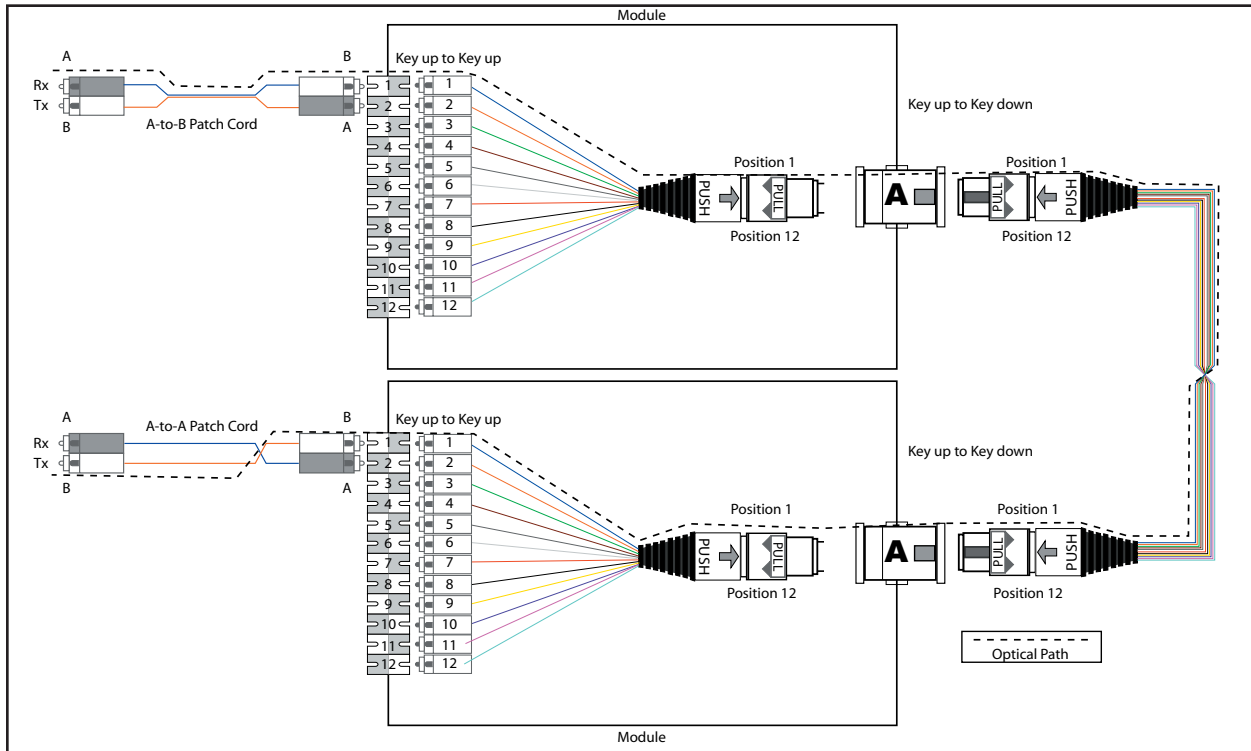 Module
A
B
Key up to Key up
Rx
Tx
B
A-to-B Patch Cord
A
1
2
3
4
5
6
7
8
9
10
11
12
1
2
3
4
5
6
7
8
9
10
11
12
Key up to Key down
Position 1
PUSH
PULL
Position 12
A
Position 1
PULL
PUSH
Position 12
A
A-to-A Patch Cord
B
Key up to Key up
Rx
Tx
B
A
1
2
3
4
5
6
7
8
9
10
11
12
1
2
3
4
5
6
7
8
9
10
11
12
Key up to Key down
Position 1
PUSH
PULL
Position 12
A
Position 1
PULL
PUSH
Position 12
Optical Path
Module